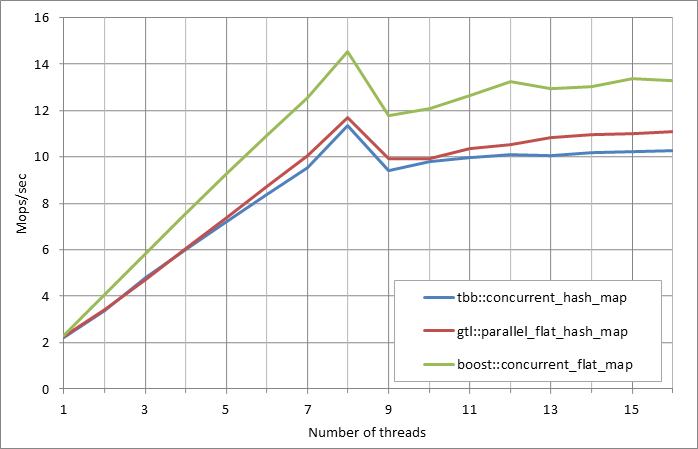 16
14
12
10
8
6
4
2
0
Mops/sec
tbb::concurrent_hash_map
gtl::parallel_flat_hash_map
boost::concurrent_flat_map
1 3 5 7 9 11 13 15
Number of threads